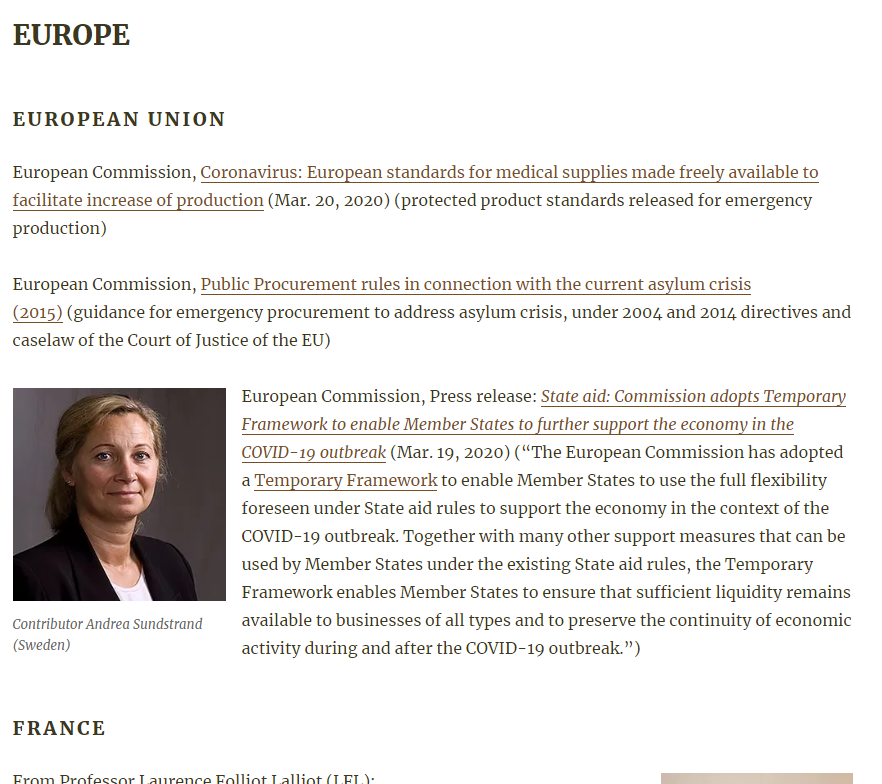 EUROPE
EUROPEAN UNION
European Commission, Coronavirus: European standards for medical supplies made freely available to
facilitate increase of production (Mar. 20, 2020) (protected product standards released for emergency
production)
European Commission, Public Procurement rules in connection with the current asylum crisis
(2015) (guidance for emergency procurement to address asylum crisis, under 2004 and 2014 directives and
caselaw of the Court of Justice of the EU)
European Commission, Press release: State aid: Commission adopts Temporary
Framework to enable Member States to further support the economy in the
COVID-19 outbreak (Mar. 19, 2020) (“The European Commission has adopted
a Temporary Framework to enable Member States to use the full flexibility
foreseen under State aid rules to support the economy in the context of the
COVID-19 outbreak. Together with many other support measures that can be
used by Member States under the existing State aid rules, the Temporary
Framework enables Member States to ensure that sufficient liquidity remains
available to businesses of all types and to preserve the continuity of economic
activity during and after the COVID-19 outbreak.”)
Contributor Andrea Sundstrand
(Sweden)
FRANCE
From Professor Laurence Folliot Lalliot (LFL):